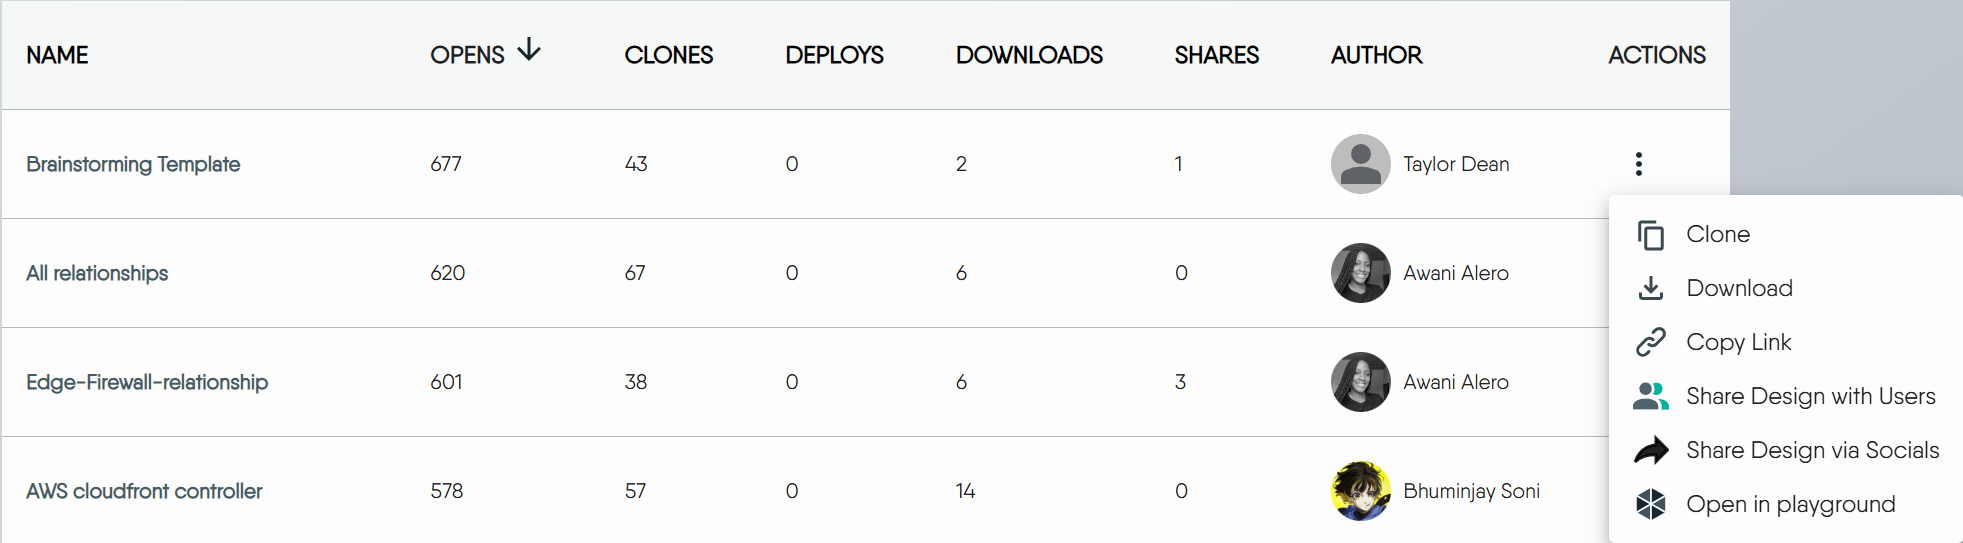 NAME OPENS CLONES DEPLOYS DOWNLOADS SHARES AUTHOR ACTIONS
Brainstorming Template 677 43 0 2 1 Taylor Dean
All relationships 620 67 0 6 0 Awani Alero
Edge-Firewall-relationship 601 38 0 6 3 Awani Alero
AWS cloudfront controller 578 57 0 14 0 Bhuminjay Soni
Clone
Download
Copy Link
Share Design with Users
Share Design via Socials
Open in playground